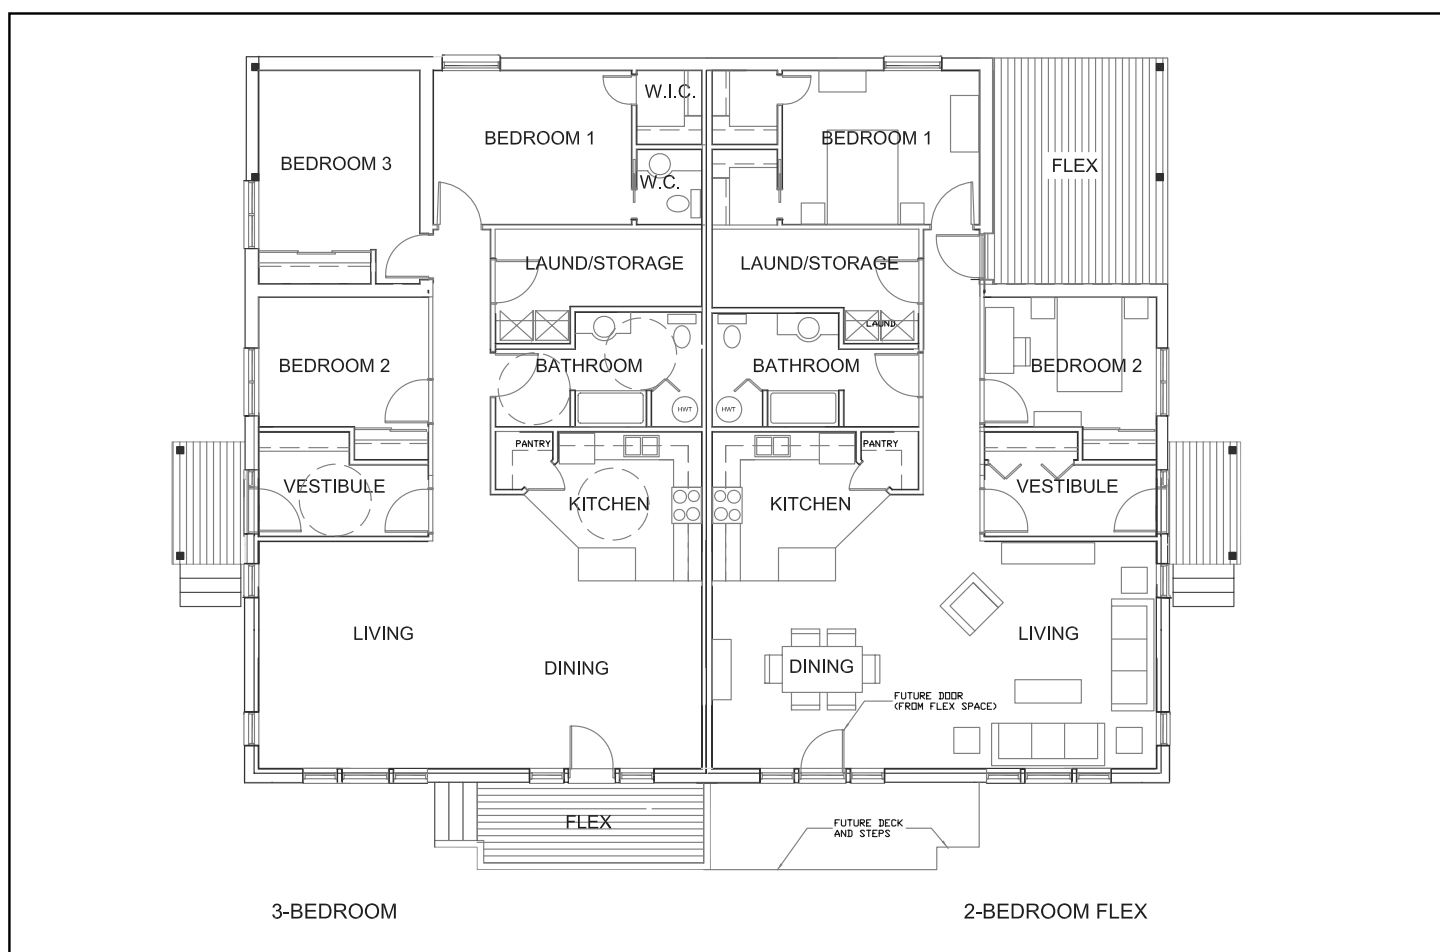 W.I.C.
BEDROOM 1
BEDROOM 1
BEDROOM 3
FLEX
W.C.
LAUND/STORAGE
LAUND/STORAGE
LAUND.
BEDROOM 2
BATHROOM
BATHROOM
BEDROOM 2
HWT
HWT
PANTRY
PANTRY
VESTIBULE
VESTIBULE
KITCHEN
KITCHEN
LIVING
LIVING
DINING
DINING
FUTURE DOOR
(FROM FLEX SPACE)
FLEX
FUTURE DECK
AND STEPS
3-BEDROOM
2-BEDROOM FLEX